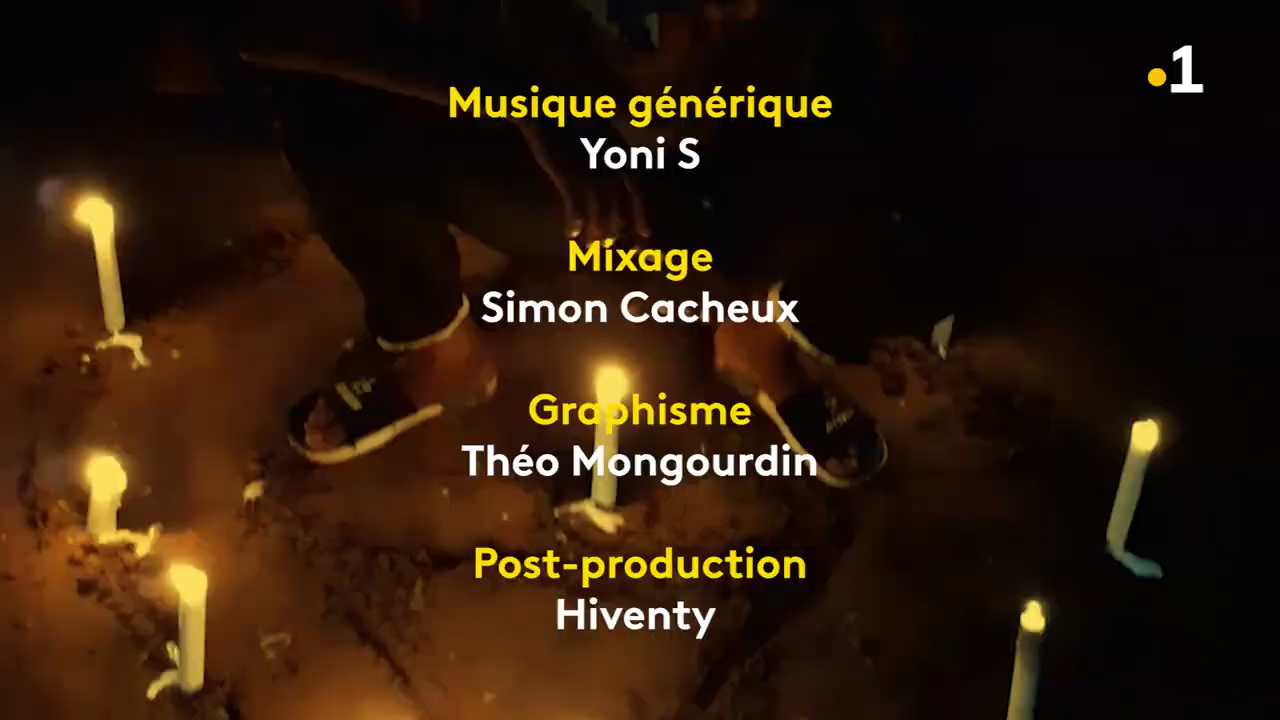 1
Musique générique
Yoni S
Mixage
Simon Cacheux
Graphisme
Théo Mongourdin
Post-production
Hiventy